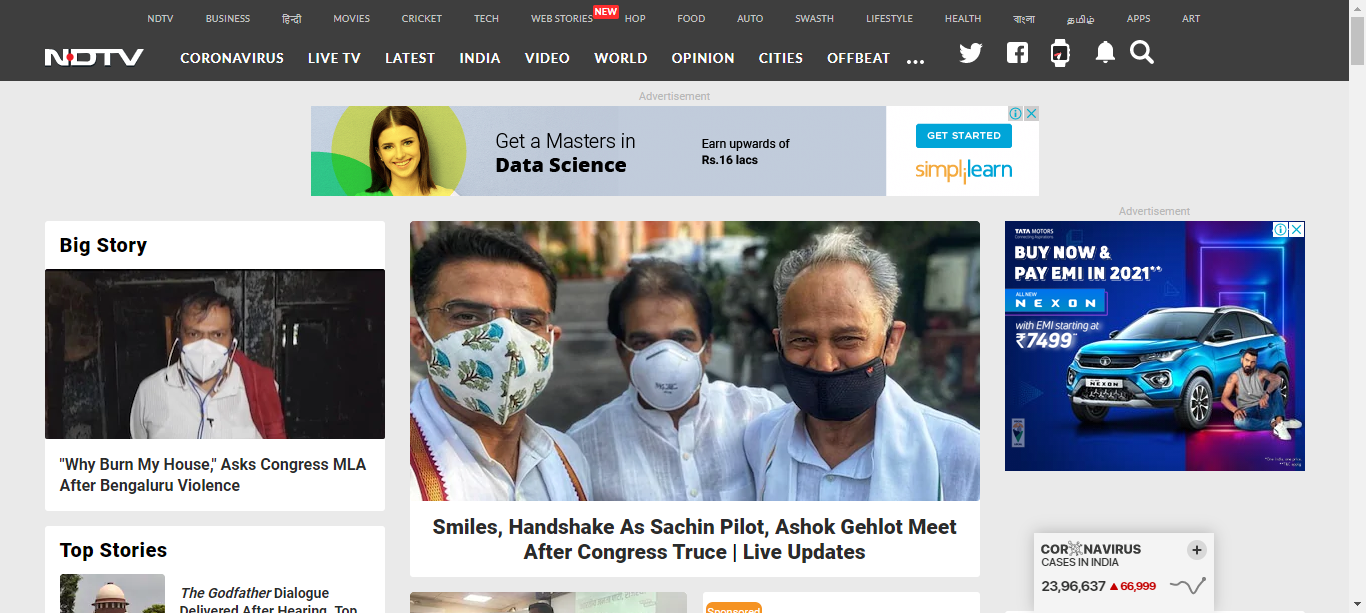 NDTV BUSINESS हिन्दी MOVIES CRICKET TECH WEB STORIES NEW HOP FOOD AUTO SWASTH LIFESTYLE HEALTH বাংলা தமிழ் APPS ART
NDTV CORONAVIRUS LIVE TV LATEST INDIA VIDEO WORLD OPINION CITIES OFFBEAT ...
Advertisement
Get a Masters in
Data Science
Earn upwards of
Rs.16 lacs
GET STARTED
simplilearn
Big Story
"Why Burn My House," Asks Congress MLA
After Bengaluru Violence
Top Stories
The Godfather Dialogue
Delivered After Hearing, Top
Smiles, Handshake As Sachin Pilot, Ashok Gehlot Meet
After Congress Truce | Live Updates
Sponsored
Advertisement
TATA MOTORS
Connecting Aspirations
BUY NOW &
PAY EMI IN 2021**
ALL NEW
NEXON
with EMI starting at
₹7499
NEXON
CORONAVIRUS
CASES IN INDIA
23,96,637 ▲66,999